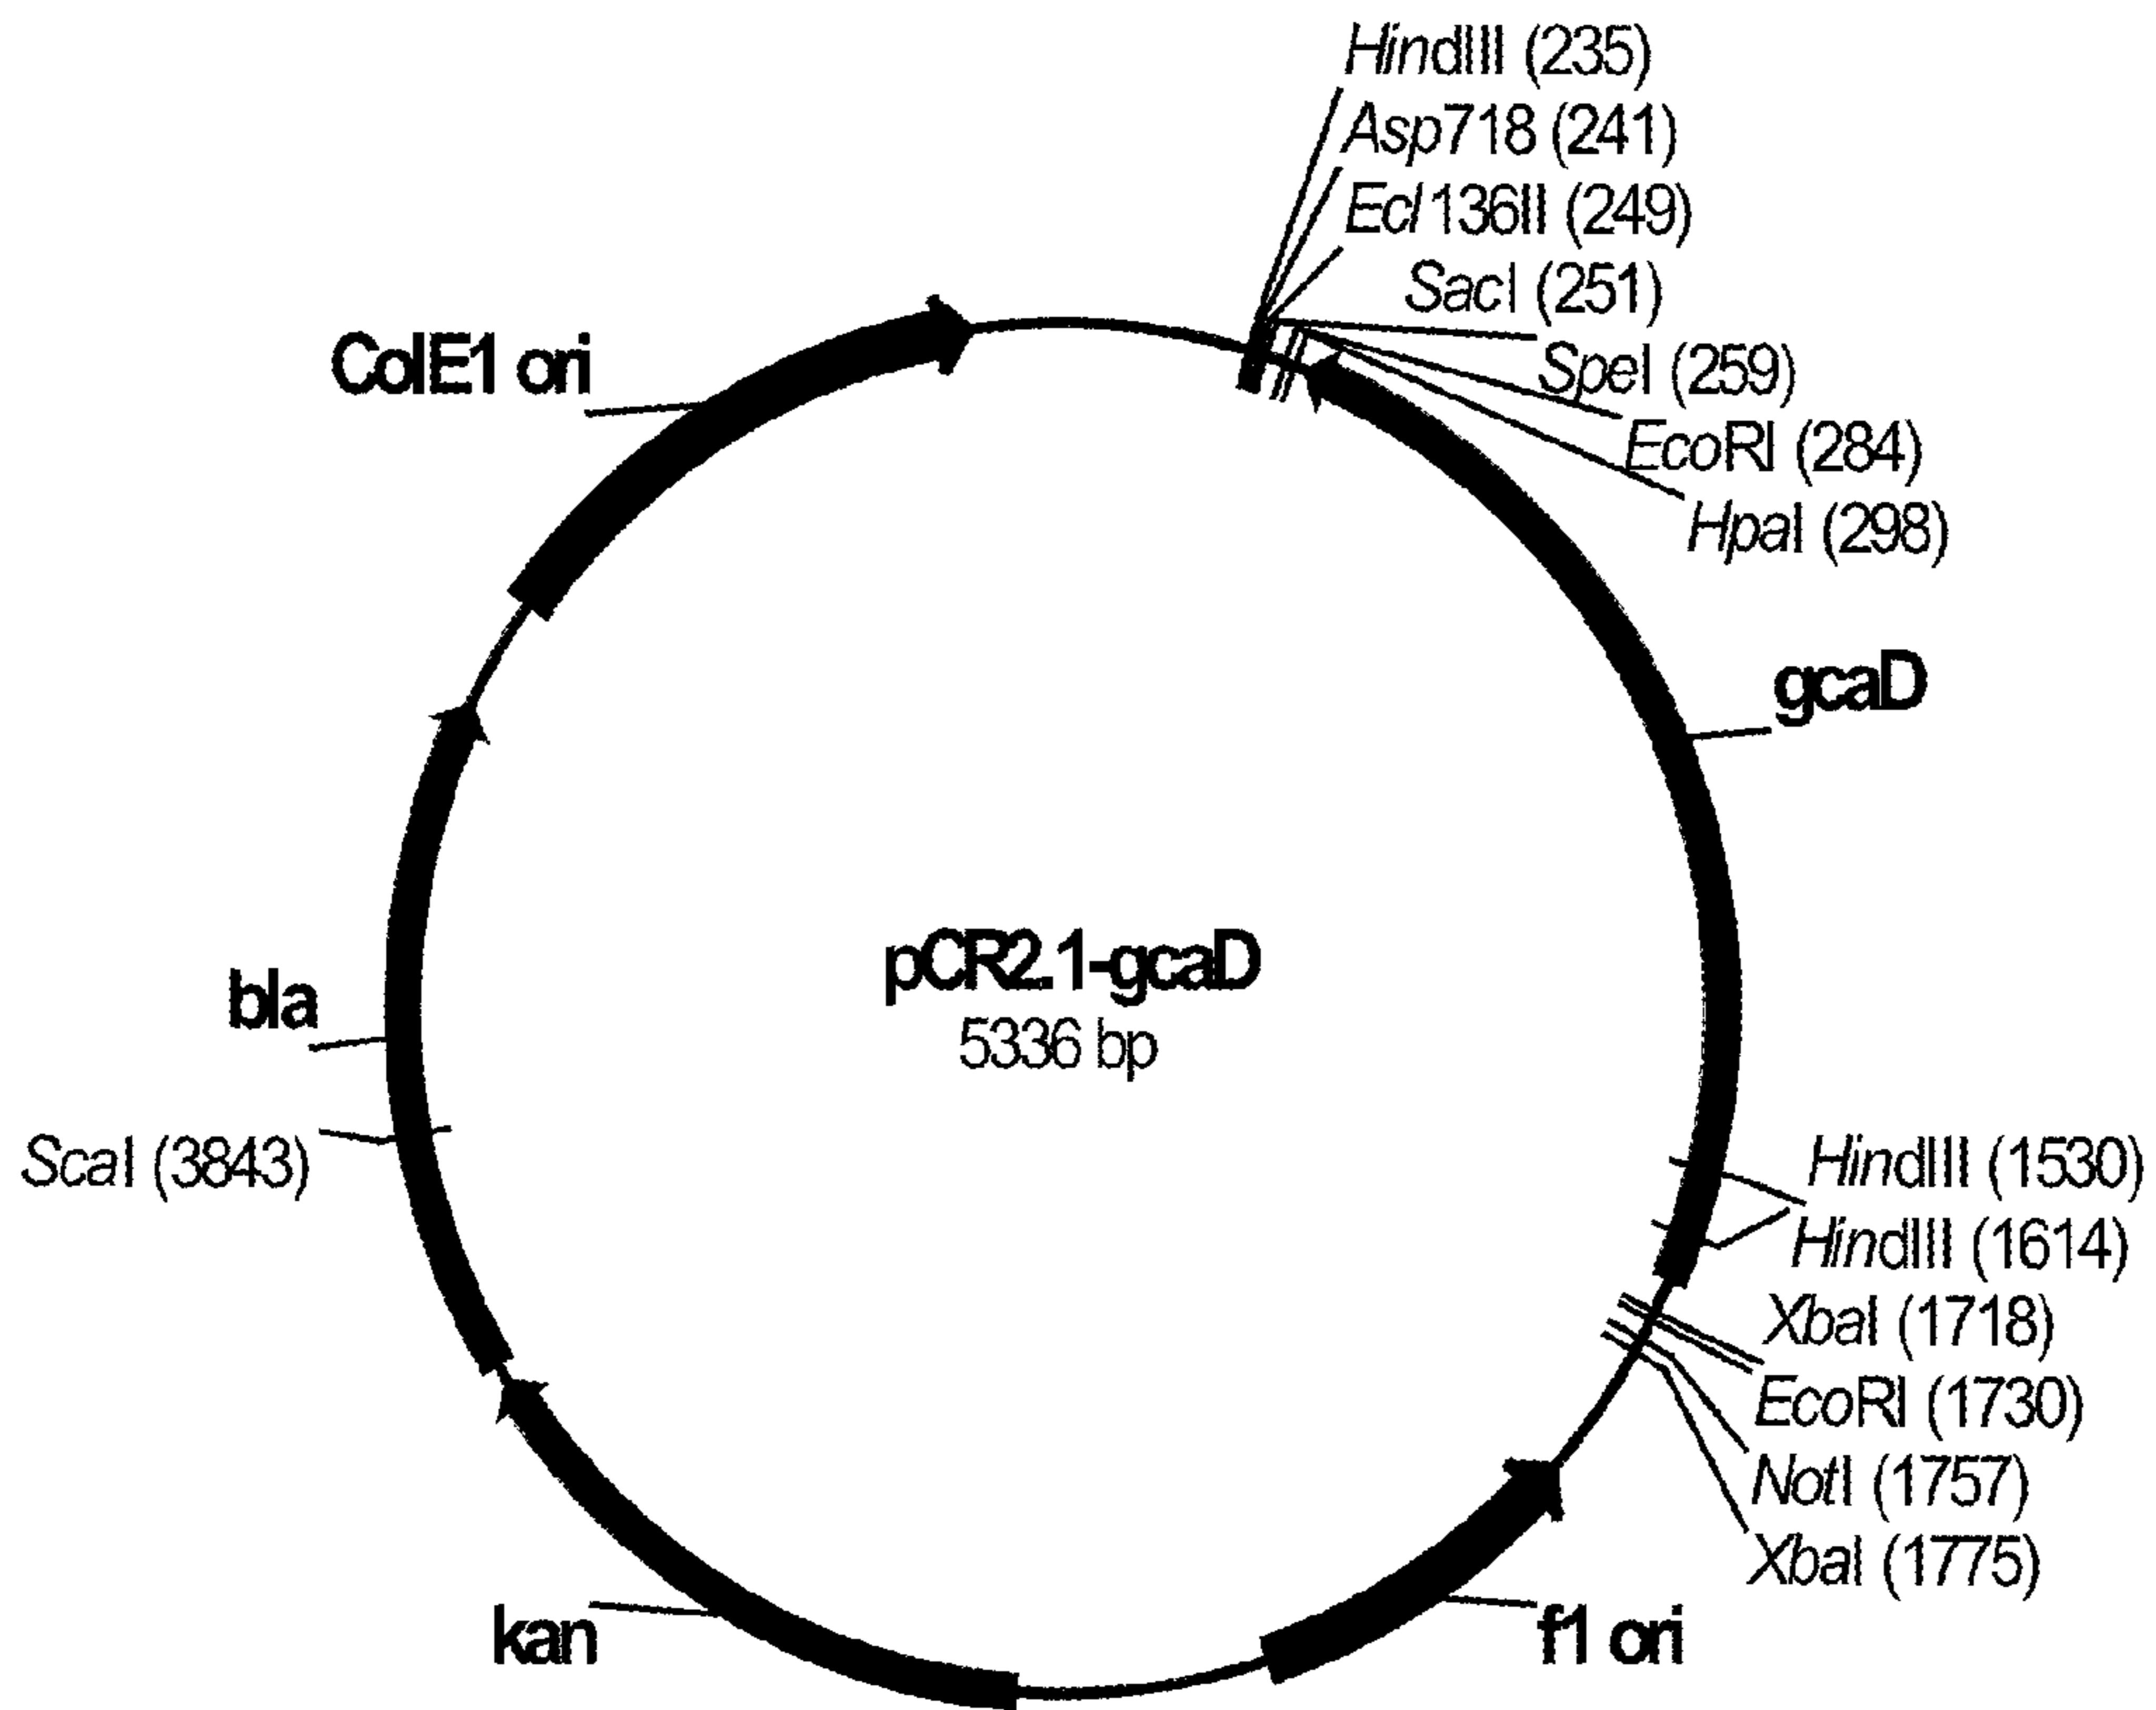 HindIII (235)
Asp718 (241)
Ecl136II (249)
SacI (251)
SpeI (259)
EcoRI (284)
HpaI (298)
ColE1 ori
gcaD
pCR2.1-gcaD
5336 bp
bla
ScaI (3843)
HindIII (1530)
HindIII (1614)
XbaI (1718)
EcoRI (1730)
NotI (1757)
XbaI (1775)
kan
f1 ori